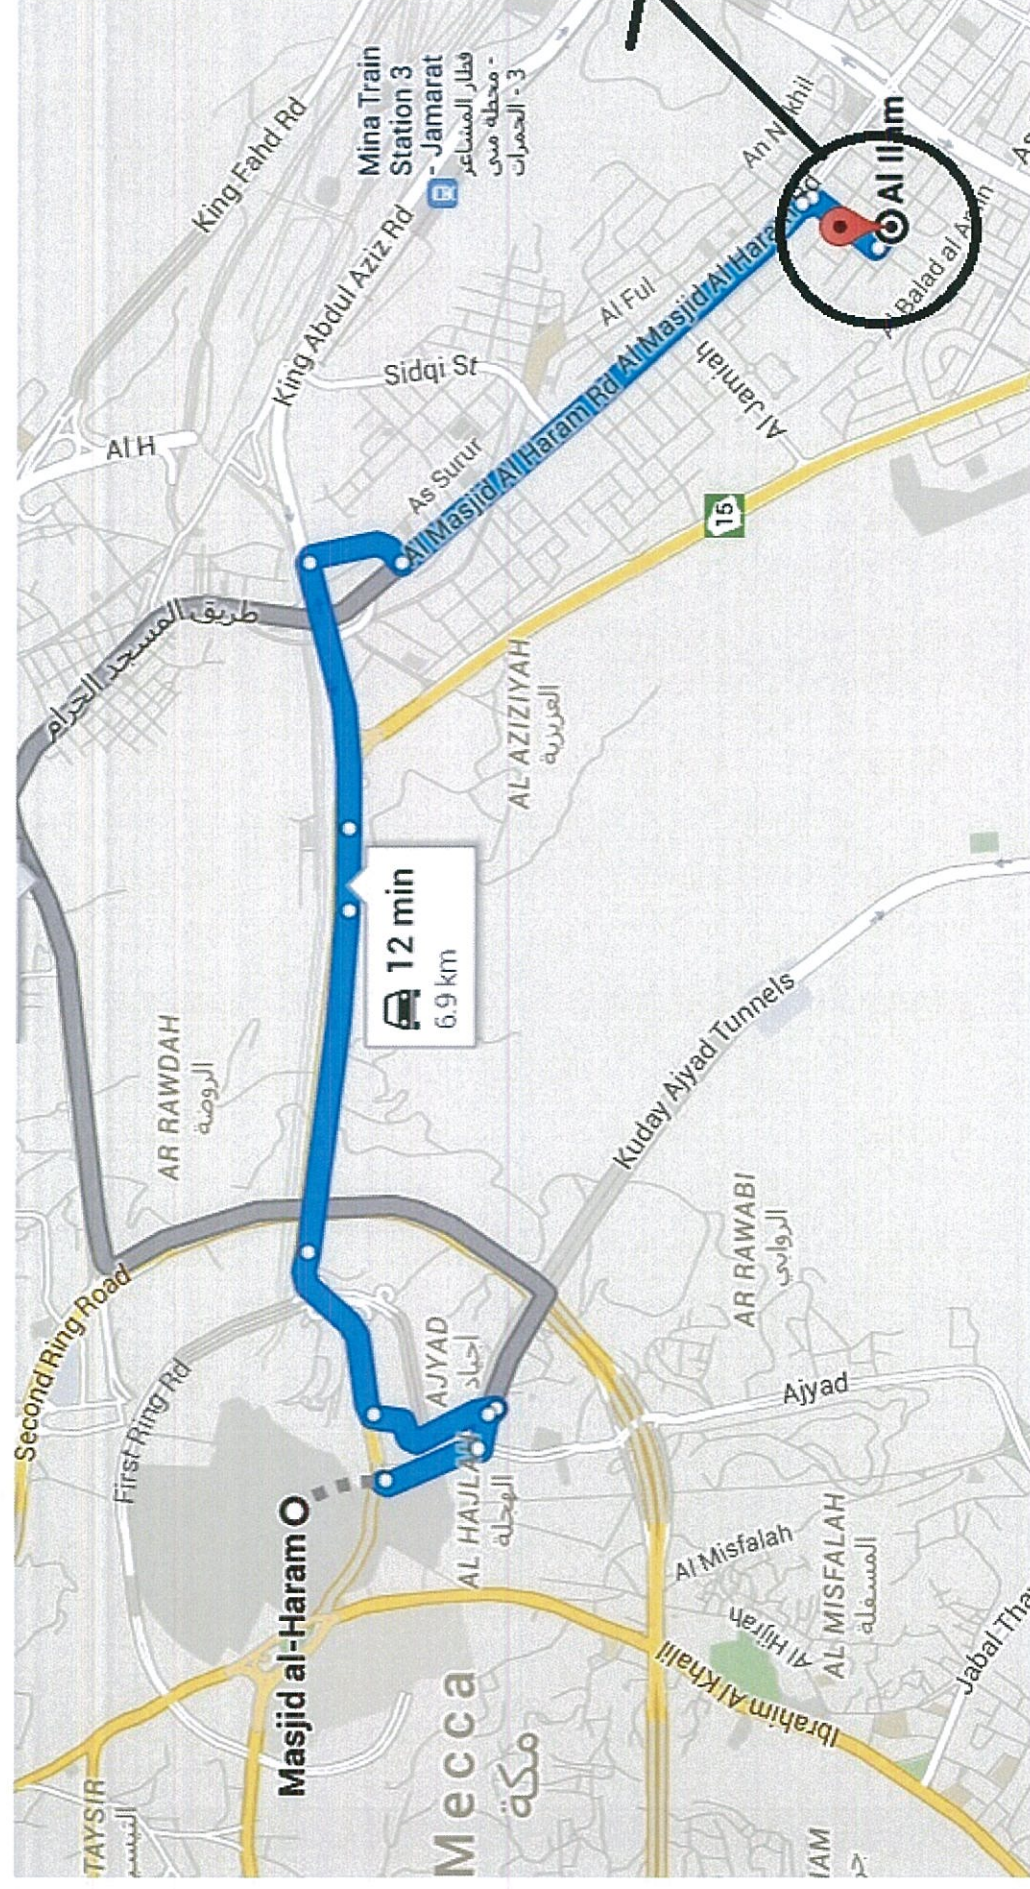 Mina Train
Station 3
- Jamarat
قطار المشاعر
- محطة منى
3 - الجمرات
King Fahd Rd
King Abdul Aziz Rd
An Nakhil
Al Ful
Sidqi St
Al H
As Surur
Al Masjid Al Haram Rd
Al Masjid Al Haram Rd
Al Jamiah
Al Balad al Amin
As
15
طريق المسجد الحرام
AL AZIZIYAH
العزيزية
12 min
6.9 km
AR RAWDAH
الروضة
Kuday Ajyad Tunnels
AR RAWABI
الروابي
Second Ring Road
First Ring Rd
AJYAD
اجياد
Ajyad
Masjid al-Haram
AL HAJLAH
الهجلة
Al Misfalah
AL MISFALAH
المسفلة
Al Hijrah
Ibrahim Al Khalil
Mecca
مكة
TAYSIR
التيسير
IAM